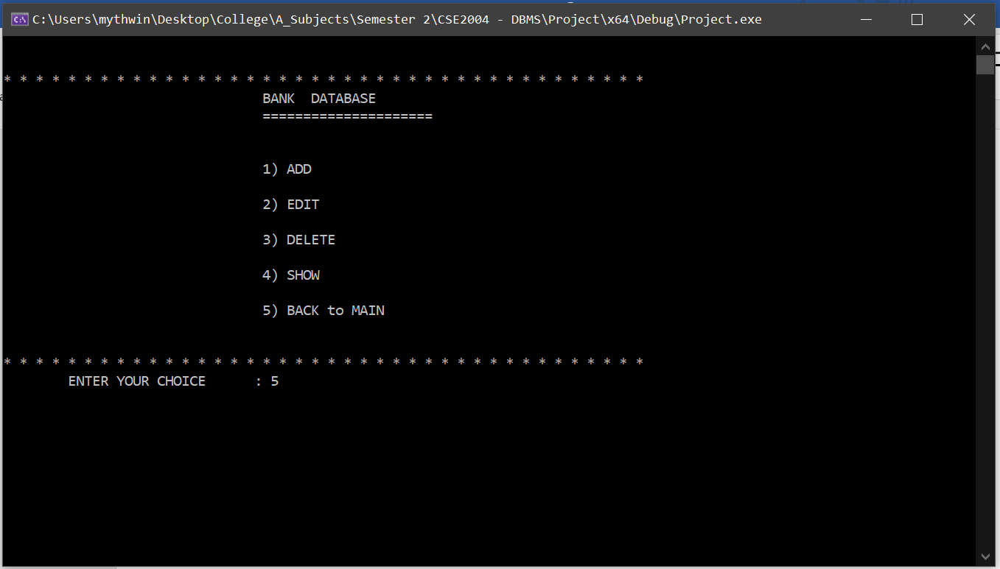 C:\Users\mythwin\Desktop\College\A_Subjects\Semester 2\CSE2004 - DBMS\Project\x64\Debug\Project.exe
* * * * * * * * * * * * * * * * * * * * * * * * * * * * * * * * * * * * * * * *
BANK  DATABASE
=====================
1) ADD
2) EDIT
3) DELETE
4) SHOW
5) BACK to MAIN
* * * * * * * * * * * * * * * * * * * * * * * * * * * * * * * * * * * * * * * *
ENTER YOUR CHOICE      : 5